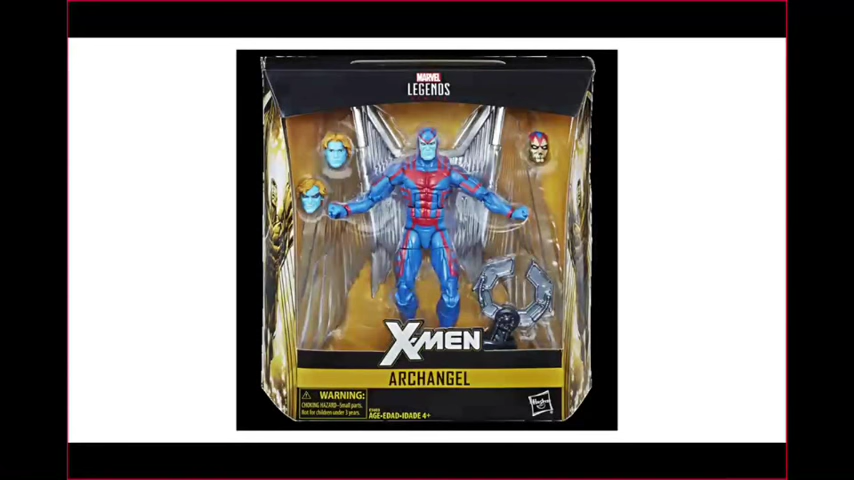 MARVEL
LEGENDS
X-MEN
ARCHANGEL
WARNING:
CHOKING HAZARD-Small parts.
Not for children under 3 years.
AGE-EDAD-IDADE 4+
Hasbro